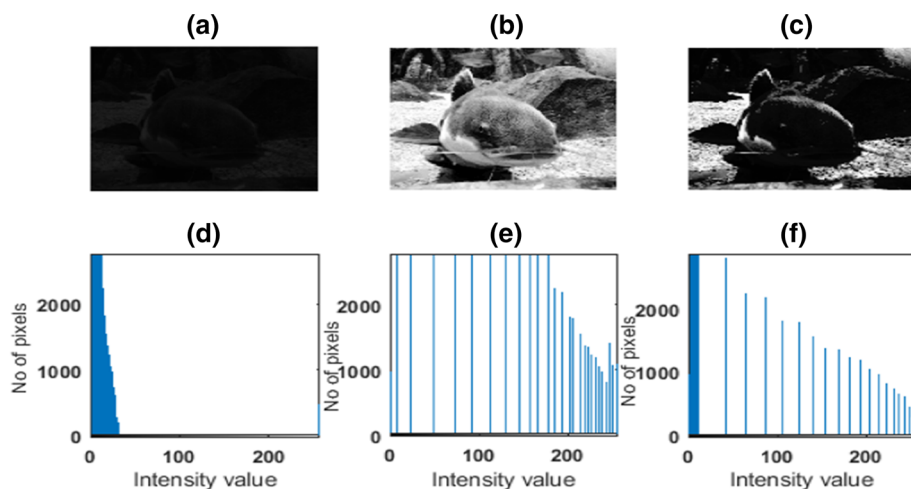 (a) (b) (c)
(d) (e) (f)
No of pixels
2000
1000
0
0 100 200
Intensity value
No of pixels
2000
1000
0
0 100 200
Intensity value
No of pixels
2000
1000
0
0 100 200
Intensity value